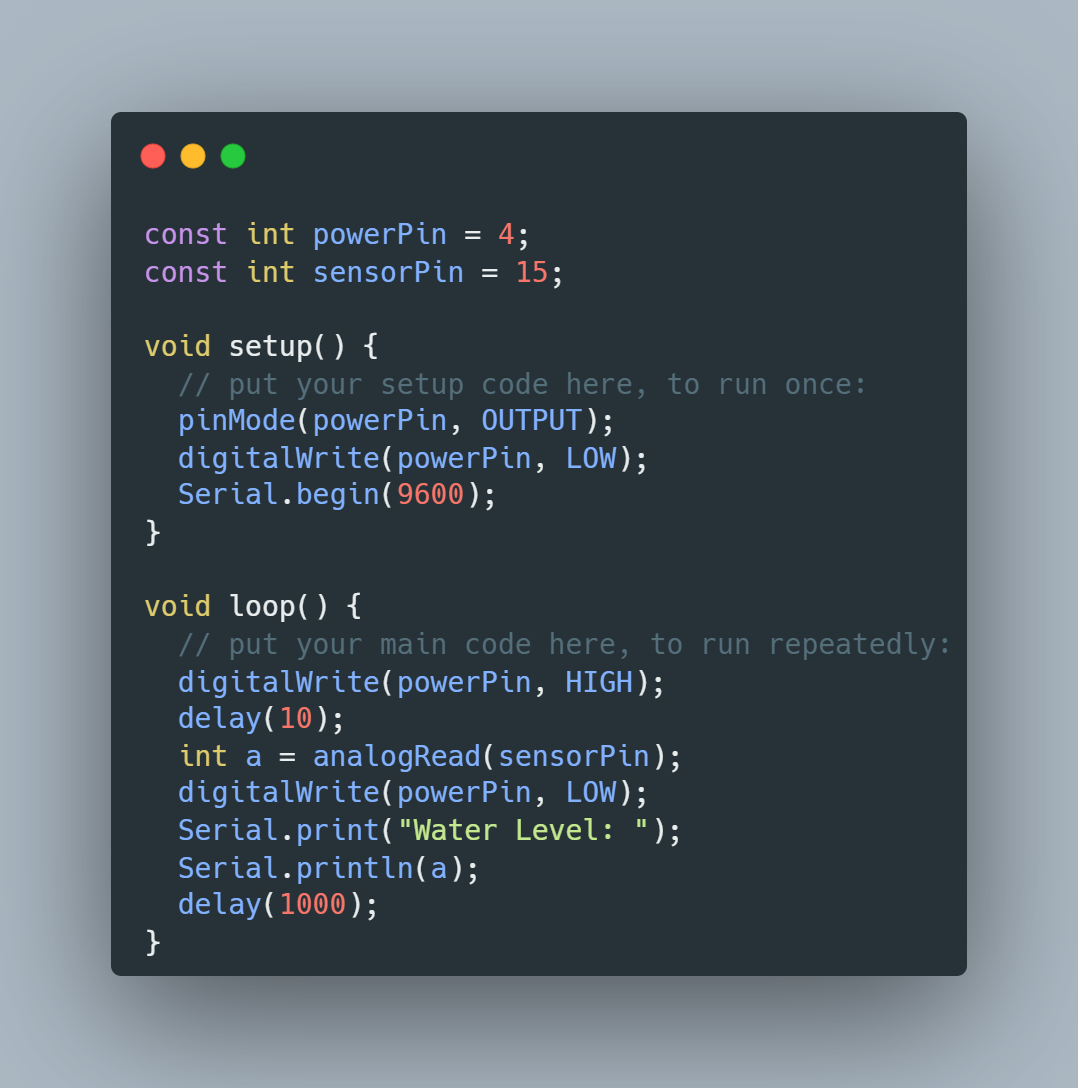 const int powerPin = 4;
const int sensorPin = 15;

void setup() {
  // put your setup code here, to run once:
  pinMode(powerPin, OUTPUT);
  digitalWrite(powerPin, LOW);
  Serial.begin(9600);
}

void loop() {
  // put your main code here, to run repeatedly:
  digitalWrite(powerPin, HIGH);
  delay(10);
  int a = analogRead(sensorPin);
  digitalWrite(powerPin, LOW);
  Serial.print("Water Level: ");
  Serial.println(a);
  delay(1000);
}